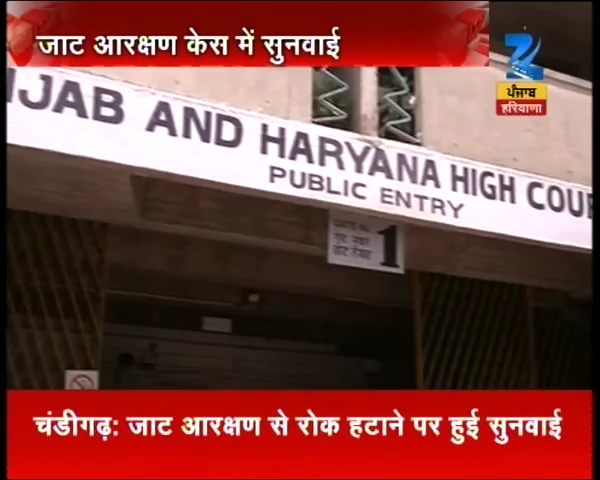 जाट आरक्षण केस में सुनवाई
ਪੰਜਾਬ
हरियाणा
JAB AND HARYANA HIGH COU
PUBLIC ENTRY
1
चंडीगढ़: जाट आरक्षण से रोक हटाने पर हुई सुनवाई